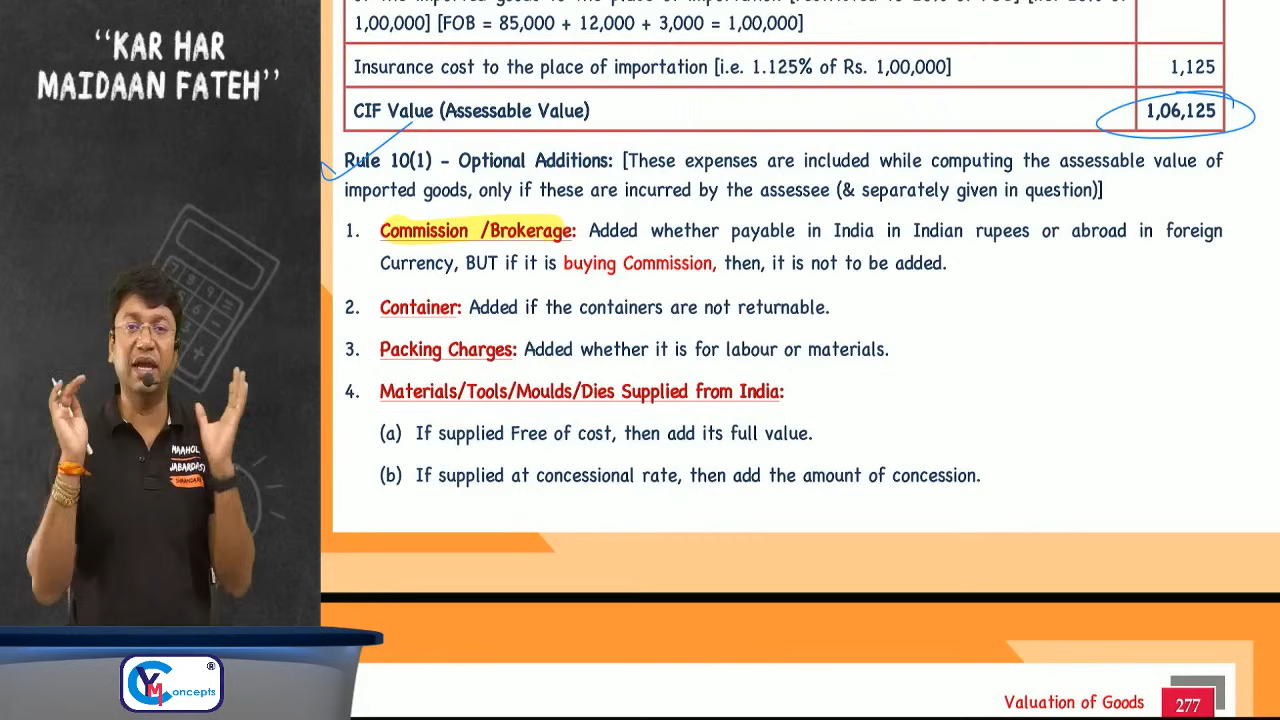 “KAR HAR
MAIDAAN FATEH”
1,00,000] [FOB = 85,000 + 12,000 + 3,000 = 1,00,000]
Insurance cost to the place of importation [i.e. 1.125% of Rs. 1,00,000] 1,125
CIF Value (Assessable Value) 1,06,125
Rule 10(1) - Optional Additions: [These expenses are included while computing the assessable value of
imported goods, only if these are incurred by the assessee (& separately given in question)]
1. Commission /Brokerage: Added whether payable in India in Indian rupees or abroad in foreign
Currency, BUT if it is buying Commission, then, it is not to be added.
2. Container: Added if the containers are not returnable.
3. Packing Charges: Added whether it is for labour or materials.
4. Materials/Tools/Moulds/Dies Supplied from India:
(a) If supplied Free of cost, then add its full value.
(b) If supplied at concessional rate, then add the amount of concession.
MAAHOL
JABARDAST
YM Concepts ®
Valuation of Goods 277